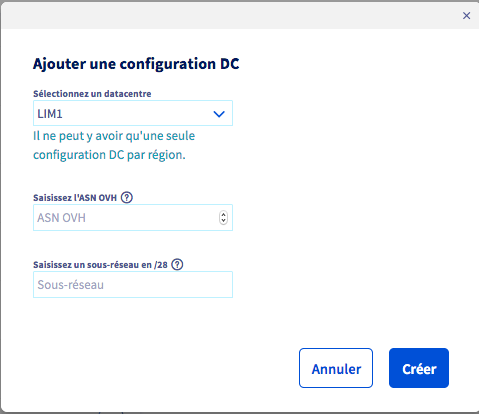 Ajouter une configuration DC
Sélectionnez un datacentre
LIM1
Il ne peut y avoir qu'une seule
configuration DC par région.
Saisissez l'ASN OVH
ASN OVH
Saisissez un sous-réseau en /28
Sous-réseau
Annuler
Créer